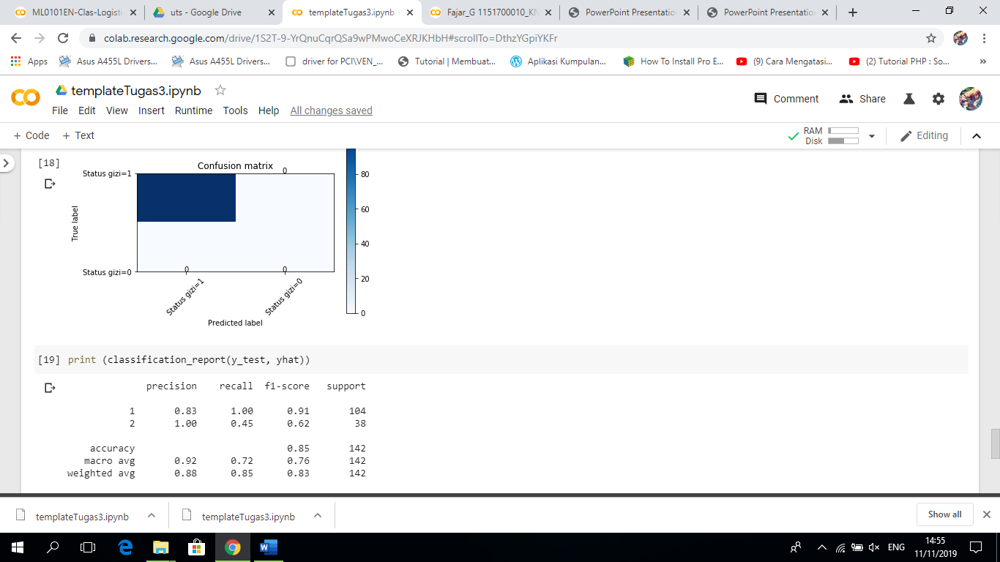 ML0101EN-Clas-Logisti
uts - Google Drive
templateTugas3.ipynb -
Fajar_G 1151700010_KN
PowerPoint Presentation
PowerPoint Presentation
colab.research.google.com/drive/1S2T-9-YrQnuCqrQSa9wPMwoCeXRJKHbH#scrollTo=DthzYGpiYKFr
Apps
Asus A455L Drivers...
Asus A455L Drivers...
driver for PCI\VEN_...
Tutorial | Membuat...
Aplikasi Kumpulan...
How To Install Pro E...
(9) Cara Mengatasi...
(2) Tutorial PHP : So...
»
templateTugas3.ipynb
Comment
Share
File Edit View Insert Runtime Tools Help All changes saved
+ Code + Text
RAM
Disk
Editing
[18]
Confusion matrix
Status gizi=1
0
True label
Status gizi=0
0 0
Status gizi=1
Status gizi=0
Predicted label
80
60
40
20
0
[19] print (classification_report(y_test, yhat))
precision recall f1-score support
1 0.83 1.00 0.91 104
2 1.00 0.45 0.62 38
accuracy 0.85 142
macro avg 0.92 0.72 0.76 142
weighted avg 0.88 0.85 0.83 142
templateTugas3.ipynb
templateTugas3.ipynb
Show all
ENG
14:55
11/11/2019